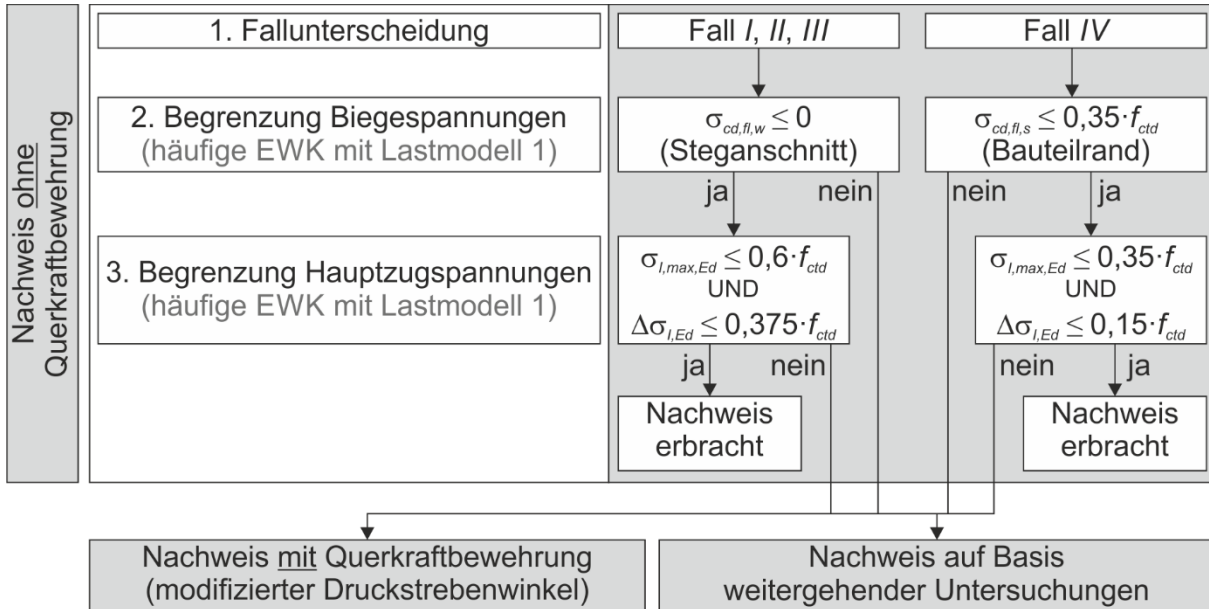 Nachweis ohne
Querkraftbewehrung
1. Fallunterscheidung
Fall I, II, III
Fall IV
2. Begrenzung Biegespannungen
(häufige EWK mit Lastmodell 1)
σcd,fl,w ≤ 0
(Steganschnitt)
σcd,fl,s ≤ 0,35·fctd
(Bauteilrand)
ja
nein
nein
ja
3. Begrenzung Hauptzugspannungen
(häufige EWK mit Lastmodell 1)
σI,max,Ed ≤ 0,6·fctd
UND
ΔσI,Ed ≤ 0,375·fctd
σI,max,Ed ≤ 0,35·fctd
UND
ΔσI,Ed ≤ 0,15·fctd
ja
nein
nein
ja
Nachweis
erbracht
Nachweis
erbracht
Nachweis mit Querkraftbewehrung
(modifizierter Druckstrebenwinkel)
Nachweis auf Basis
weitergehender Untersuchungen